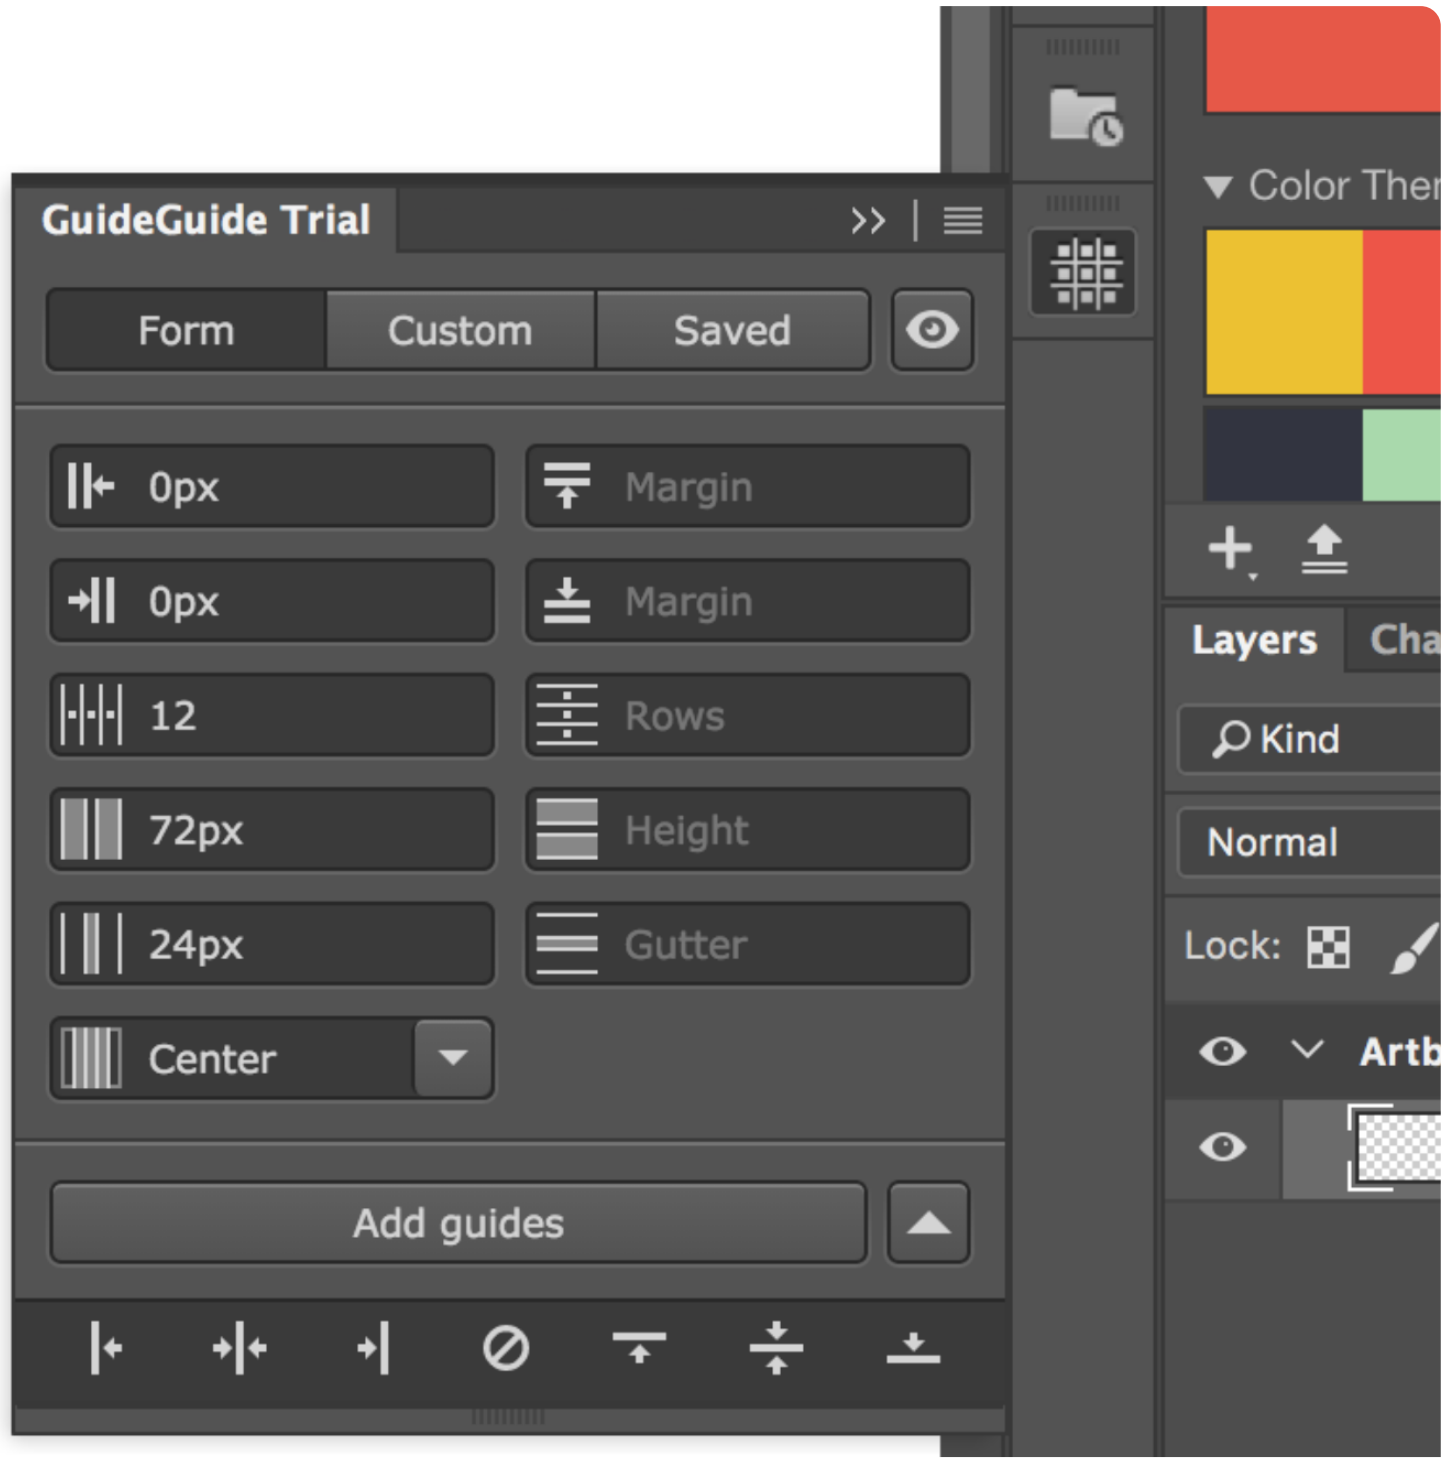 GuideGuide Trial
Form
Custom
Saved
0px
Margin
0px
Margin
12
Rows
72px
Height
24px
Gutter
Center
Add guides
Color Ther
Layers
Cha
Kind
Normal
Lock:
Artb